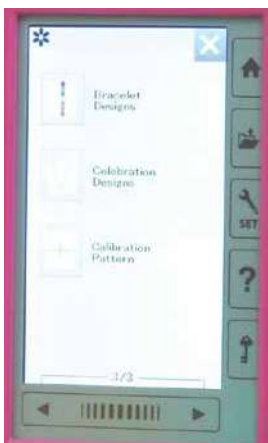 Bracelet
Designs
Celebration
Designs
Calibration
Pattern
SET
?
3/3